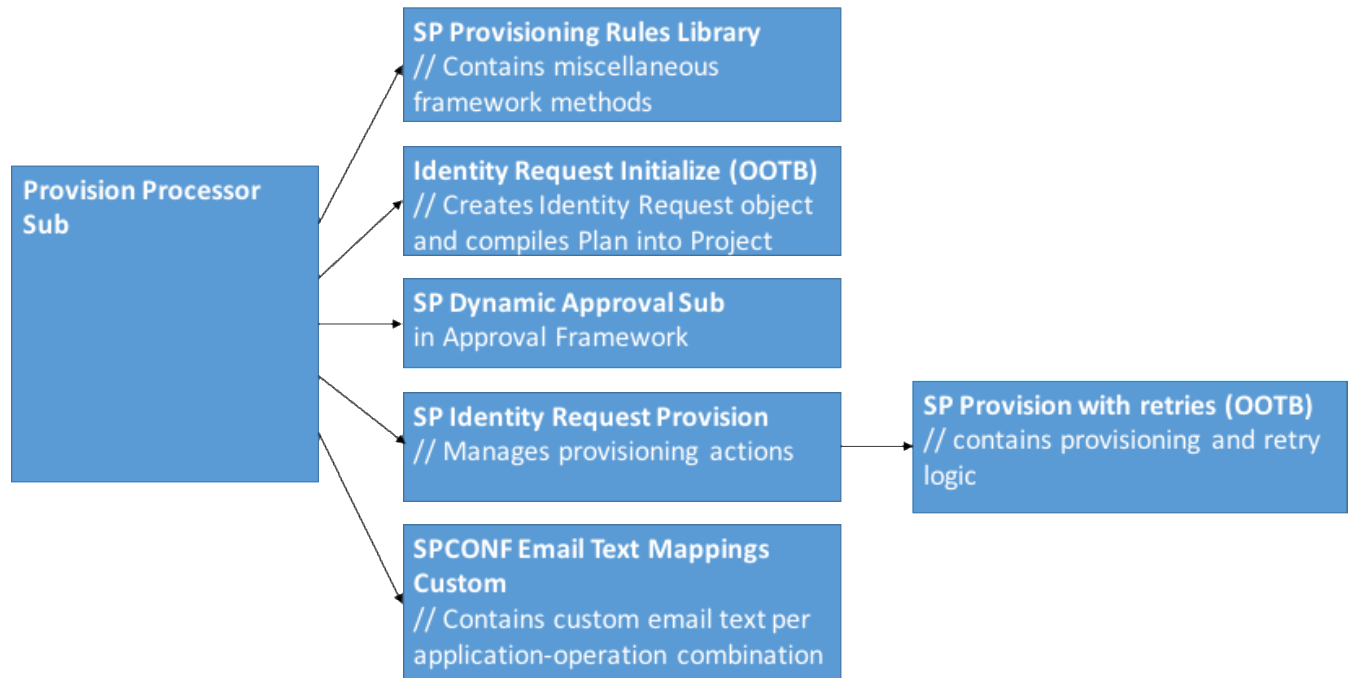 SP Provisioning Rules Library
// Contains miscellaneous
framework methods
Provision Processor
Sub
Identity Request Initialize (OOTB)
// Creates Identity Request object
and compiles Plan into Project
SP Dynamic Approval Sub
in Approval Framework
SP Identity Request Provision
// Manages provisioning actions
SP Provision with retries (OOTB)
// contains provisioning and retry
logic
SPCONF Email Text Mappings
Custom
// Contains custom email text per
application-operation combination